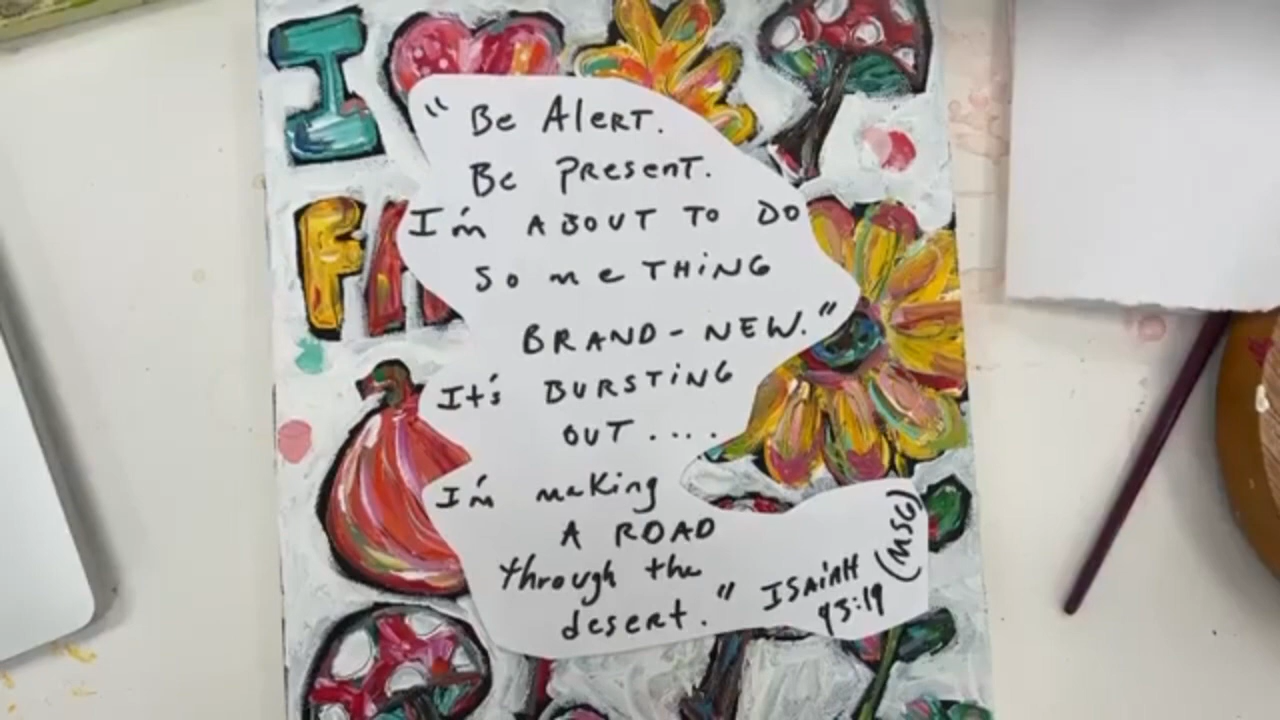 I
FA
" Be ALERT.
Be PRESENT.
I'm ABOUT TO DO
SomeTHiNG
BRAND-NEW."
It's BURSTiNG
OUT....
I'm making
A ROAD
through the
desert." ISAiAH
43:19
(MSG)